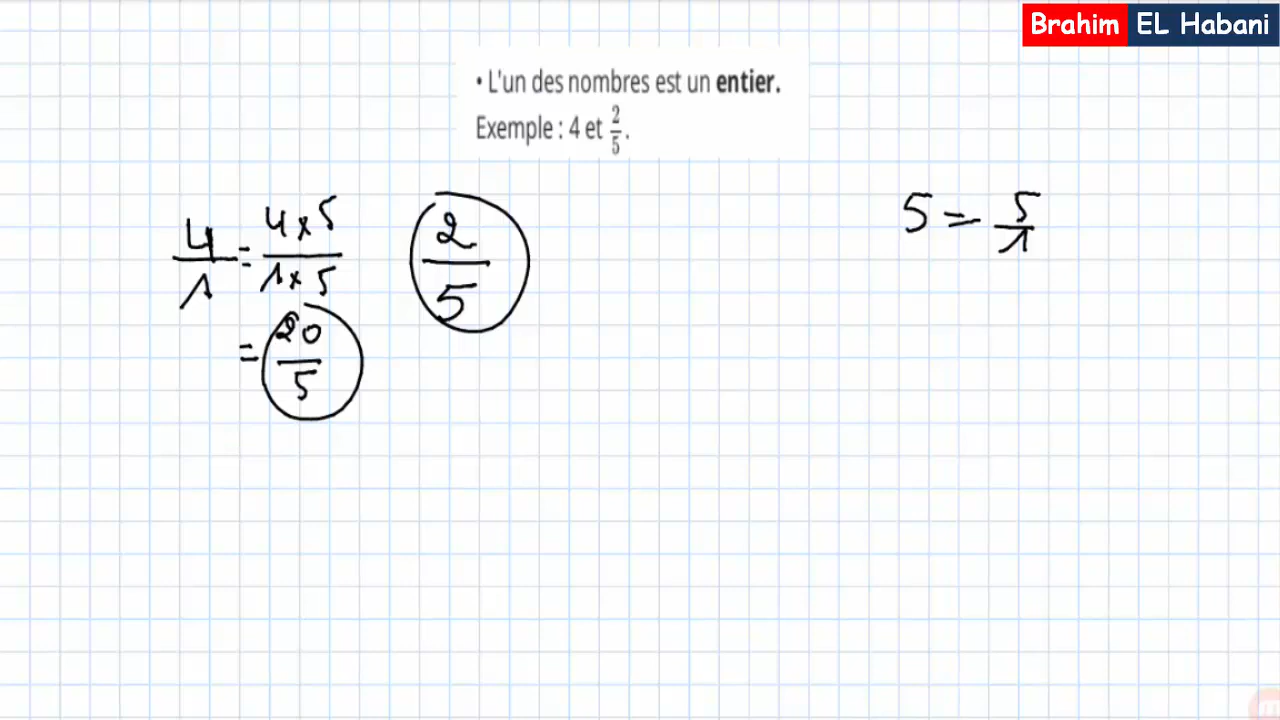 Brahim EL Habani
• L'un des nombres est un entier.
Exemple : 4 et 2/5.
4/1 = 4 x 5 / 1 x 5
= 20/5
2/5
5 = 5/1